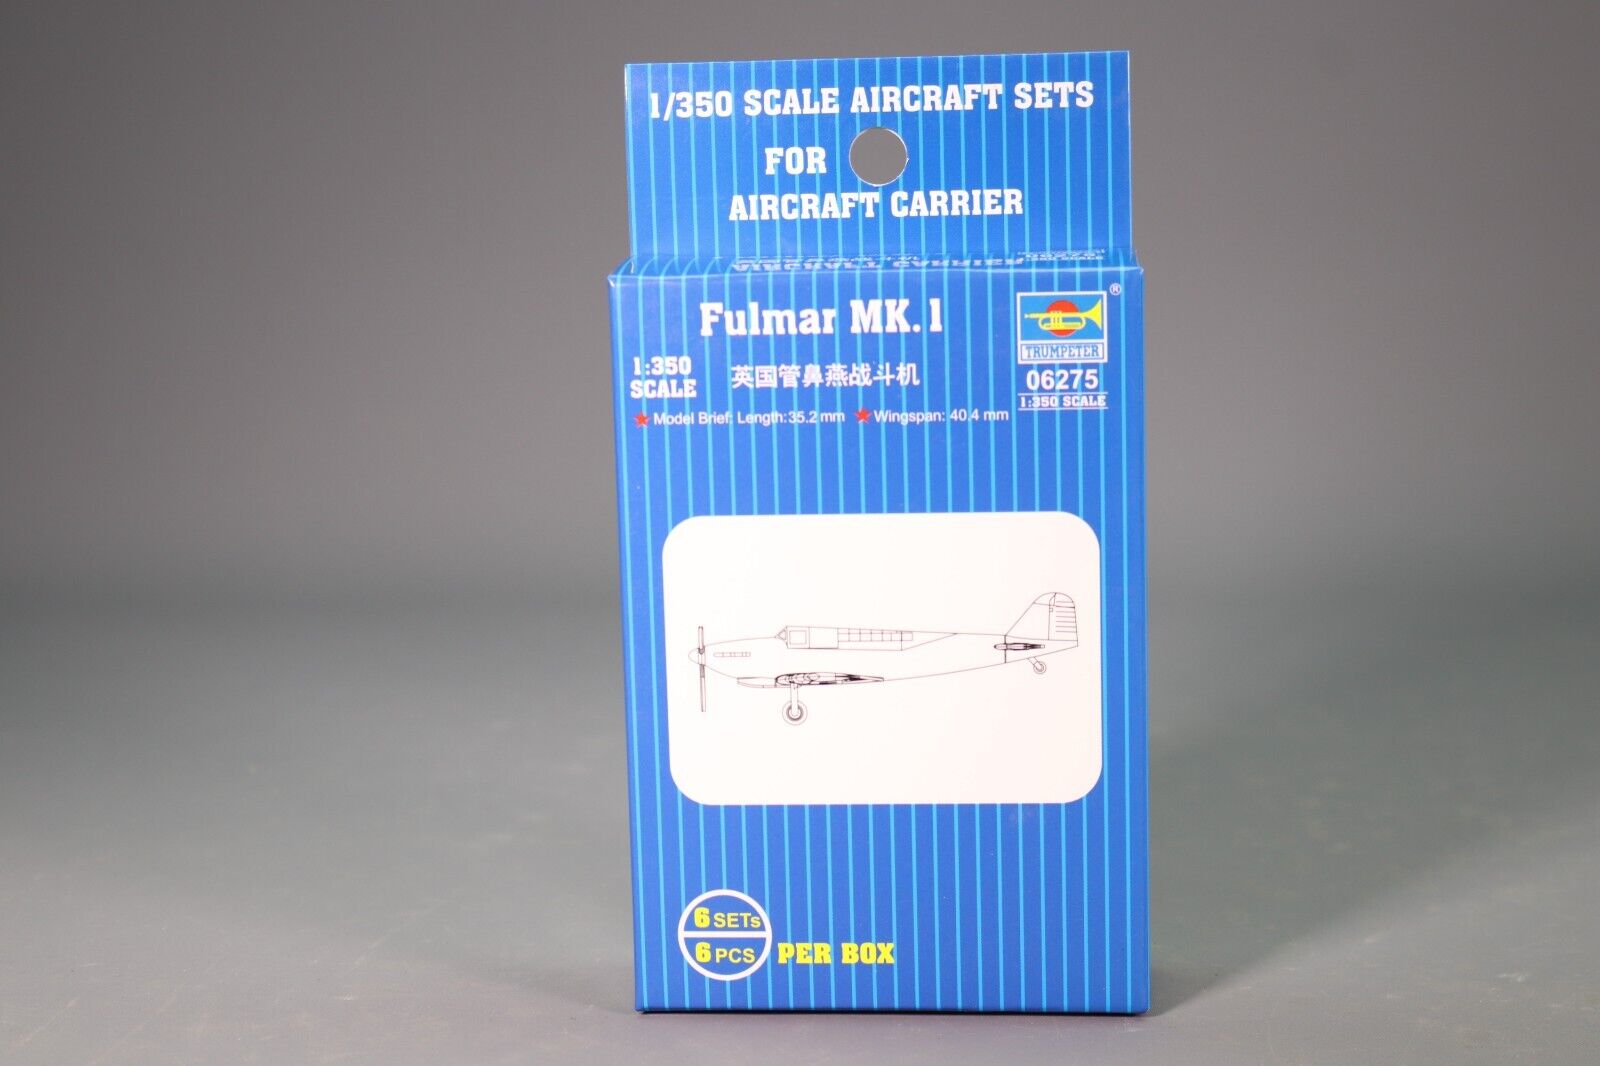 1/350 SCALE AIRCRAFT SETS
FOR
AIRCRAFT CARRIER
Fulmar MK.1
®
TRUMPETER
1:350
SCALE
英国管鼻燕战斗机
06275
1:350 SCALE
Model Brief: Length:35.2mm Wingspan: 40.4 mm
6 SETs
6 PCS
PER BOX